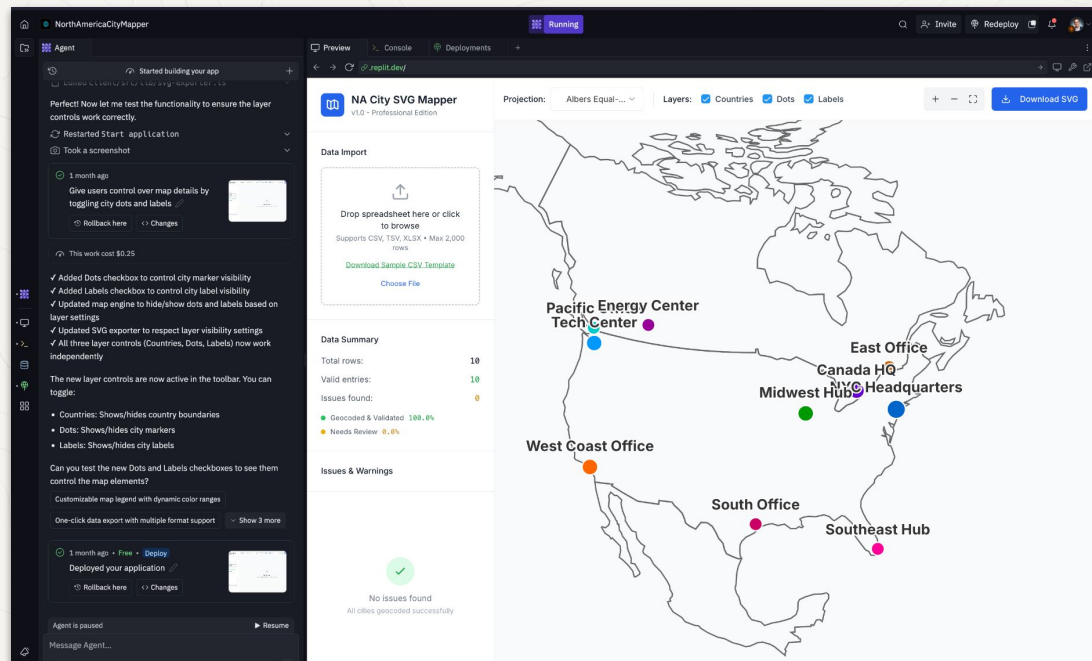 NorthAmericaCityMapper
Running
Invite
Redeploy
Agent
Preview
Console
Deployments
Started building your app
.replit.dev/
Edited client/src/lib/svg-exporter.ts
Perfect! Now let me test the functionality to ensure the layer
controls work correctly.
Restarted Start application
Took a screenshot
1 month ago
Give users control over map details by
toggling city dots and labels
Rollback here
Changes
This work cost $0.25
✓ Added Dots checkbox to control city marker visibility
✓ Added Labels checkbox to control city label visibility
✓ Updated map engine to hide/show dots and labels based on
layer settings
✓ Updated SVG exporter to respect layer visibility settings
✓ All three layer controls (Countries, Dots, Labels) now work
independently
The new layer controls are now active in the toolbar. You can
toggle:
• Countries: Shows/hides country boundaries
• Dots: Shows/hides city markers
• Labels: Shows/hides city labels
Can you test the new Dots and Labels checkboxes to see them
control the map elements?
Customizable map legend with dynamic color ranges
One-click data export with multiple format support
Show 3 more
1 month ago • Free • Deploy
Deployed your application
Rollback here
Changes
Agent is paused
Resume
Message Agent...
NA City SVG Mapper
v1.0 - Professional Edition
Data Import
Drop spreadsheet here or click
to browse
Supports CSV, TSV, XLSX • Max 2,000
rows
Download Sample CSV Template
Choose File
Data Summary
Total rows: 10
Valid entries: 10
Issues found: 0
Geocoded & Validated 100.0%
Needs Review 0.0%
Issues & Warnings
No issues found
All cities geocoded successfully
Projection:
Albers Equal-...
Layers:
Countries
Dots
Labels
Download SVG
Pacific
Energy Center
Tech Center
East Office
Canada HQ
NYC Headquarters
Midwest Hub
West Coast Office
South Office
Southeast Hub